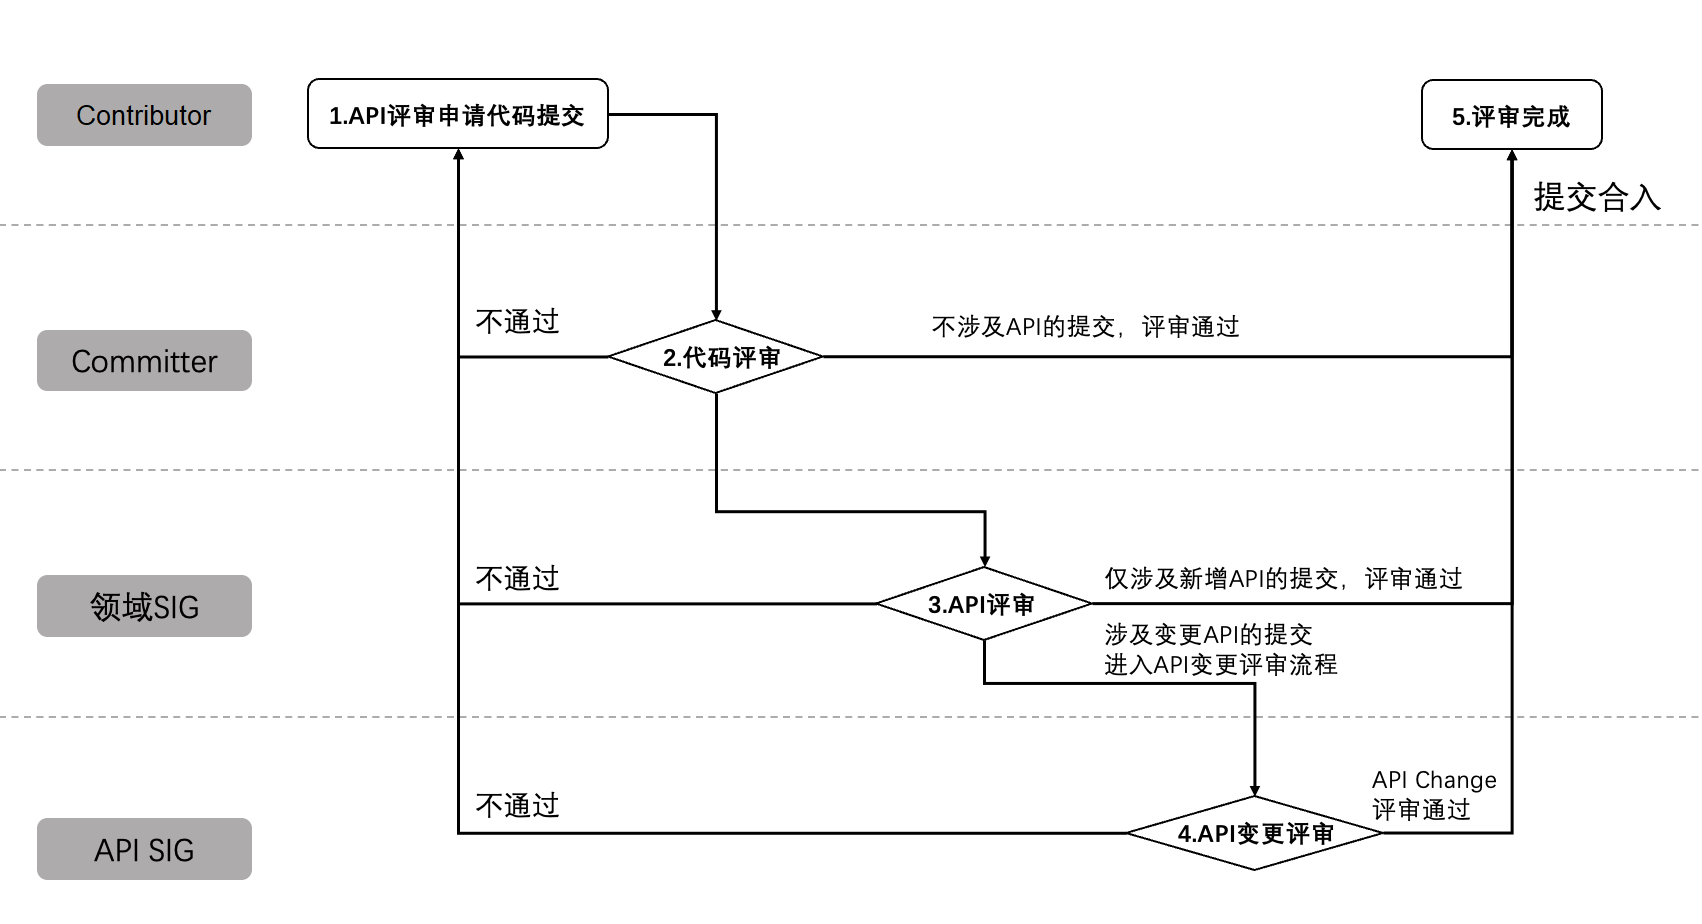 Contributor
1.API评审申请代码提交
5.评审完成
提交合入
Committer
不通过
2.代码评审
不涉及API的提交，评审通过
领域SIG
不通过
3.API评审
仅涉及新增API的提交，评审通过
涉及变更API的提交
进入API变更评审流程
API SIG
不通过
4.API变更评审
API Change
评审通过